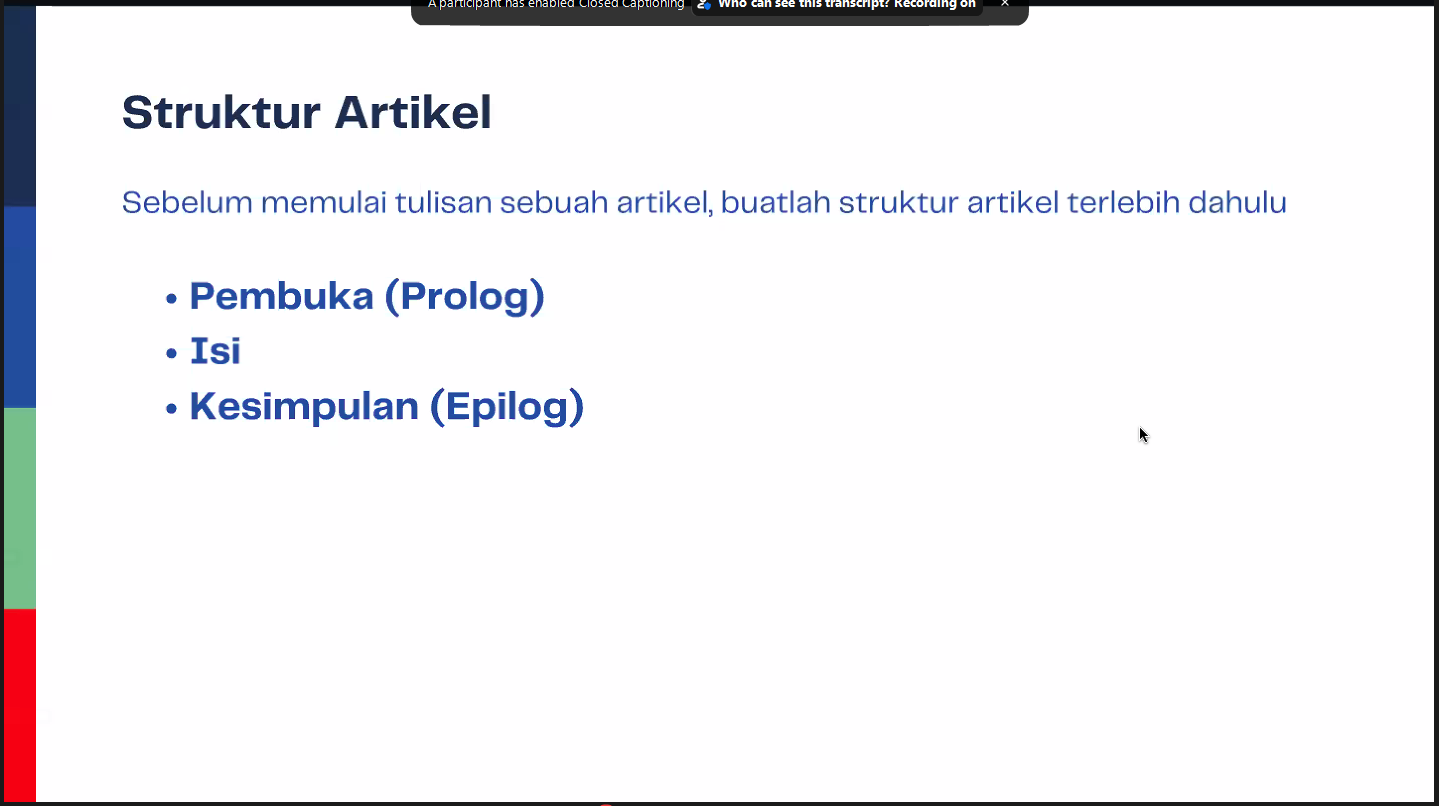 A participant has enabled Closed Captioning Who can see this transcript? Recording on
Struktur Artikel
Sebelum memulai tulisan sebuah artikel, buatlah struktur artikel terlebih dahulu
• Pembuka (Prolog)
• Isi
• Kesimpulan (Epilog)